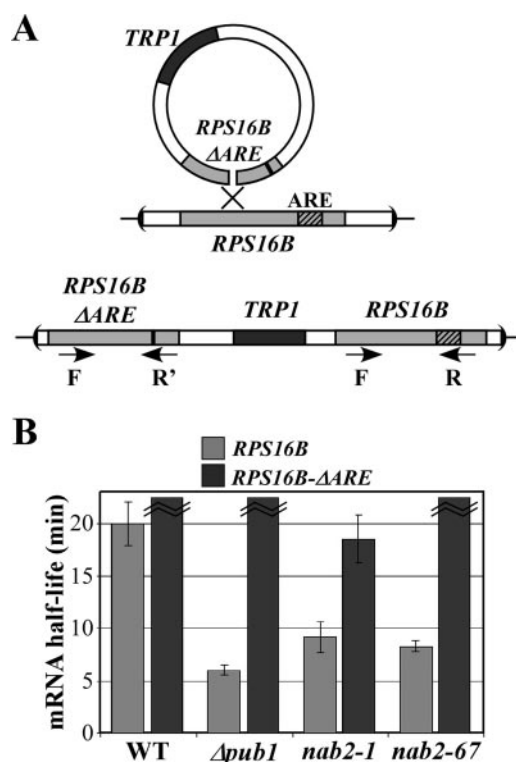 A
TRP1
RPS16B
ΔARE
ARE
RPS16B
RPS16B
ΔARE
TRP1
RPS16B
F
R'
F
R
B
RPS16B
RPS16B-ΔARE
mRNA half-life (min)
20
15
10
5
0
WT
Δpub1
nab2-1
nab2-67